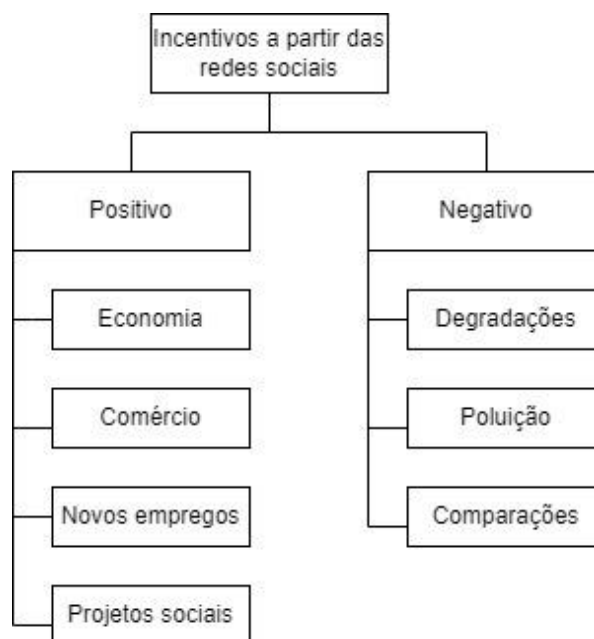 Incentivos a partir das
redes sociais
Positivo
Economia
Comércio
Novos empregos
Projetos sociais
Negativo
Degradações
Poluição
Comparações